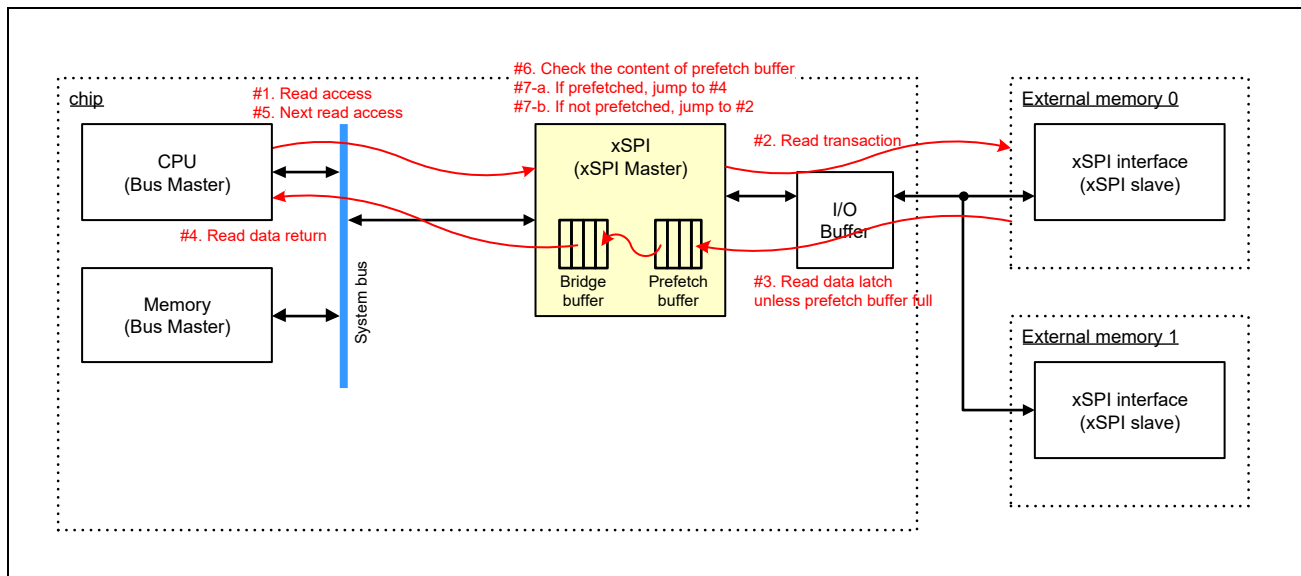 #6. Check the content of prefetch buffer
#7-a. If prefetched, jump to #4
#7-b. If not prefetched, jump to #2
chip
#1. Read access
#5. Next read access
External memory 0
CPU
(Bus Master)
xSPI
(xSPI Master)
#2. Read transaction
xSPI interface
(xSPI slave)
I/O
Buffer
#4. Read data return
Bridge
buffer
Prefetch
buffer
#3. Read data latch
unless prefetch buffer full
Memory
(Bus Master)
System bus
External memory 1
xSPI interface
(xSPI slave)